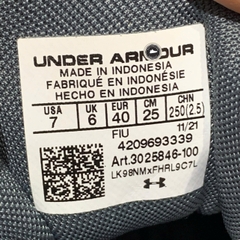 UNDER ARMOUR
MADE IN INDONESIA
FABRIQUÉ EN INDONÉSIE
HECHO EN INDONESIA
USA UK EUR CM CHN
7 6 40 25 250(2.5)
FIU 11/21
4209693339
Art.3025846-100
LK98NMxFHRL9C7L